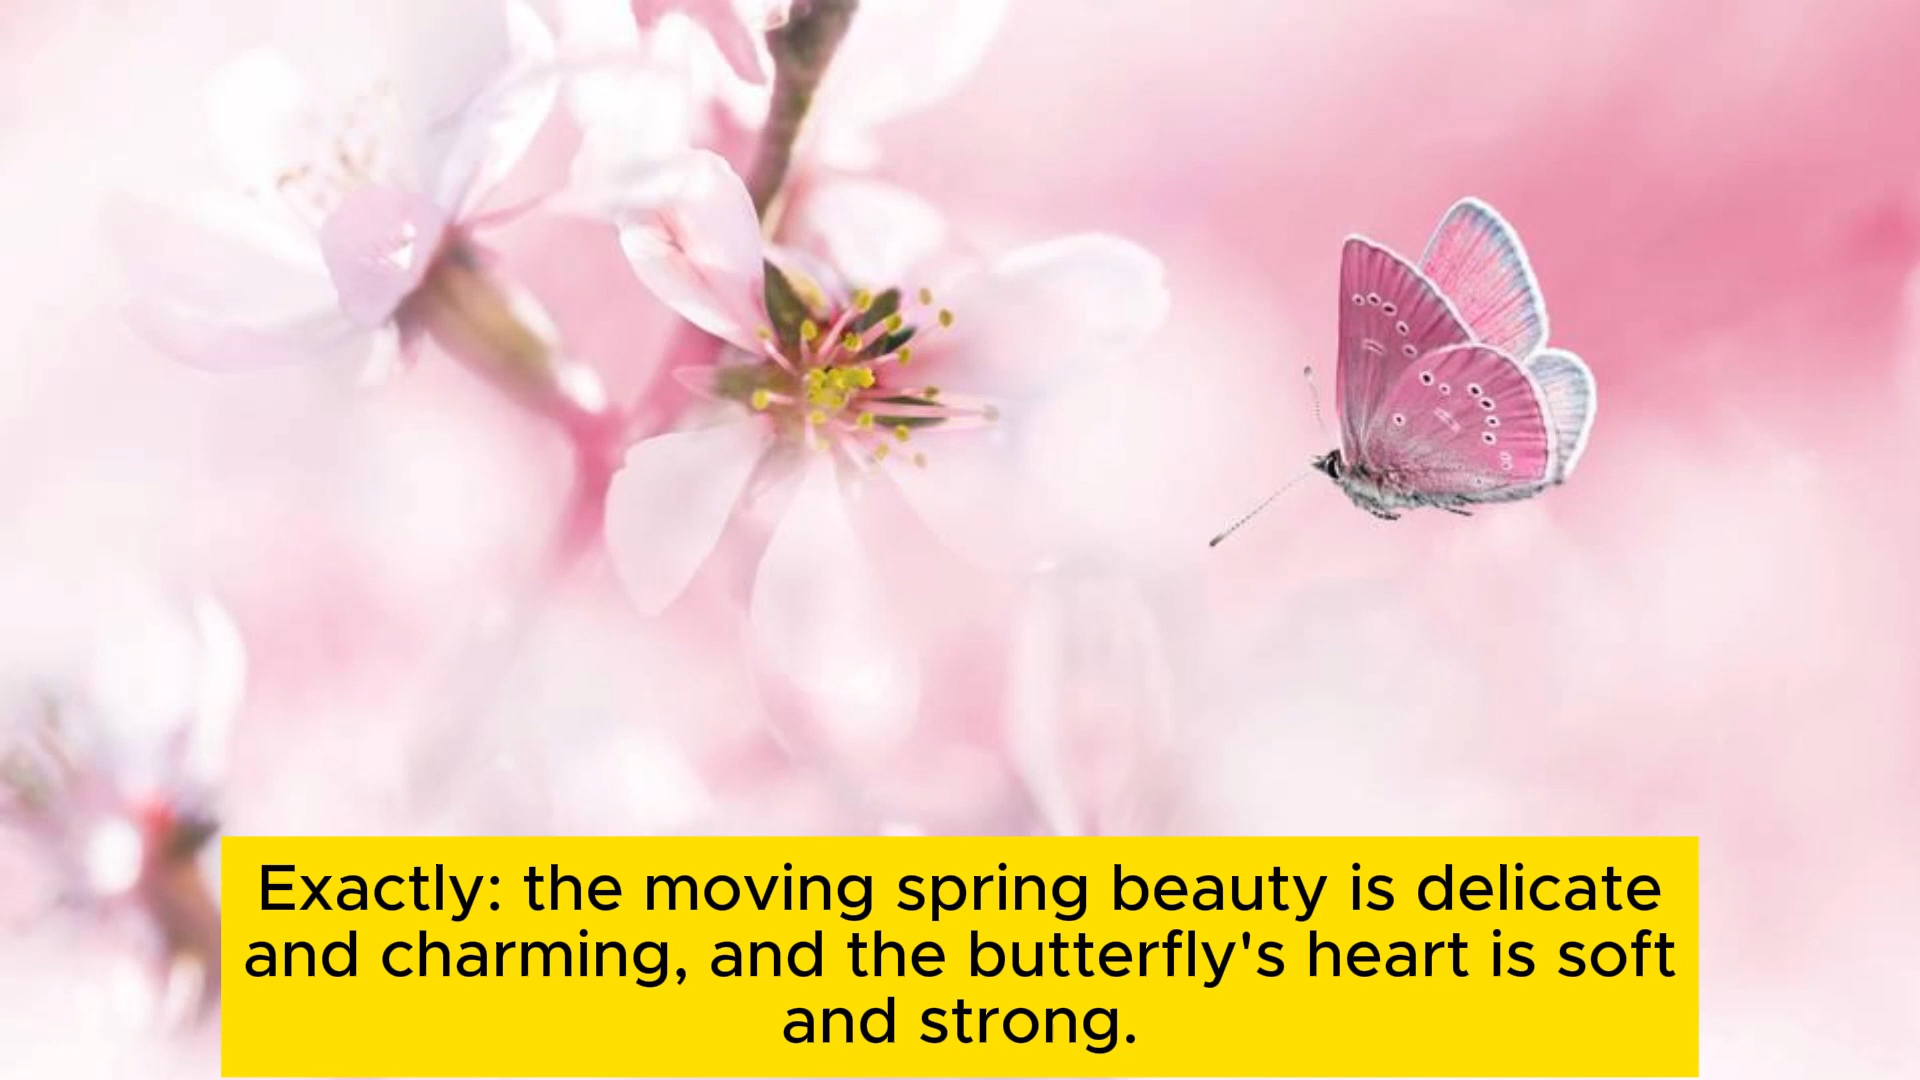 Exactly: the moving spring beauty is delicate
and charming, and the butterfly's heart is soft
and strong.